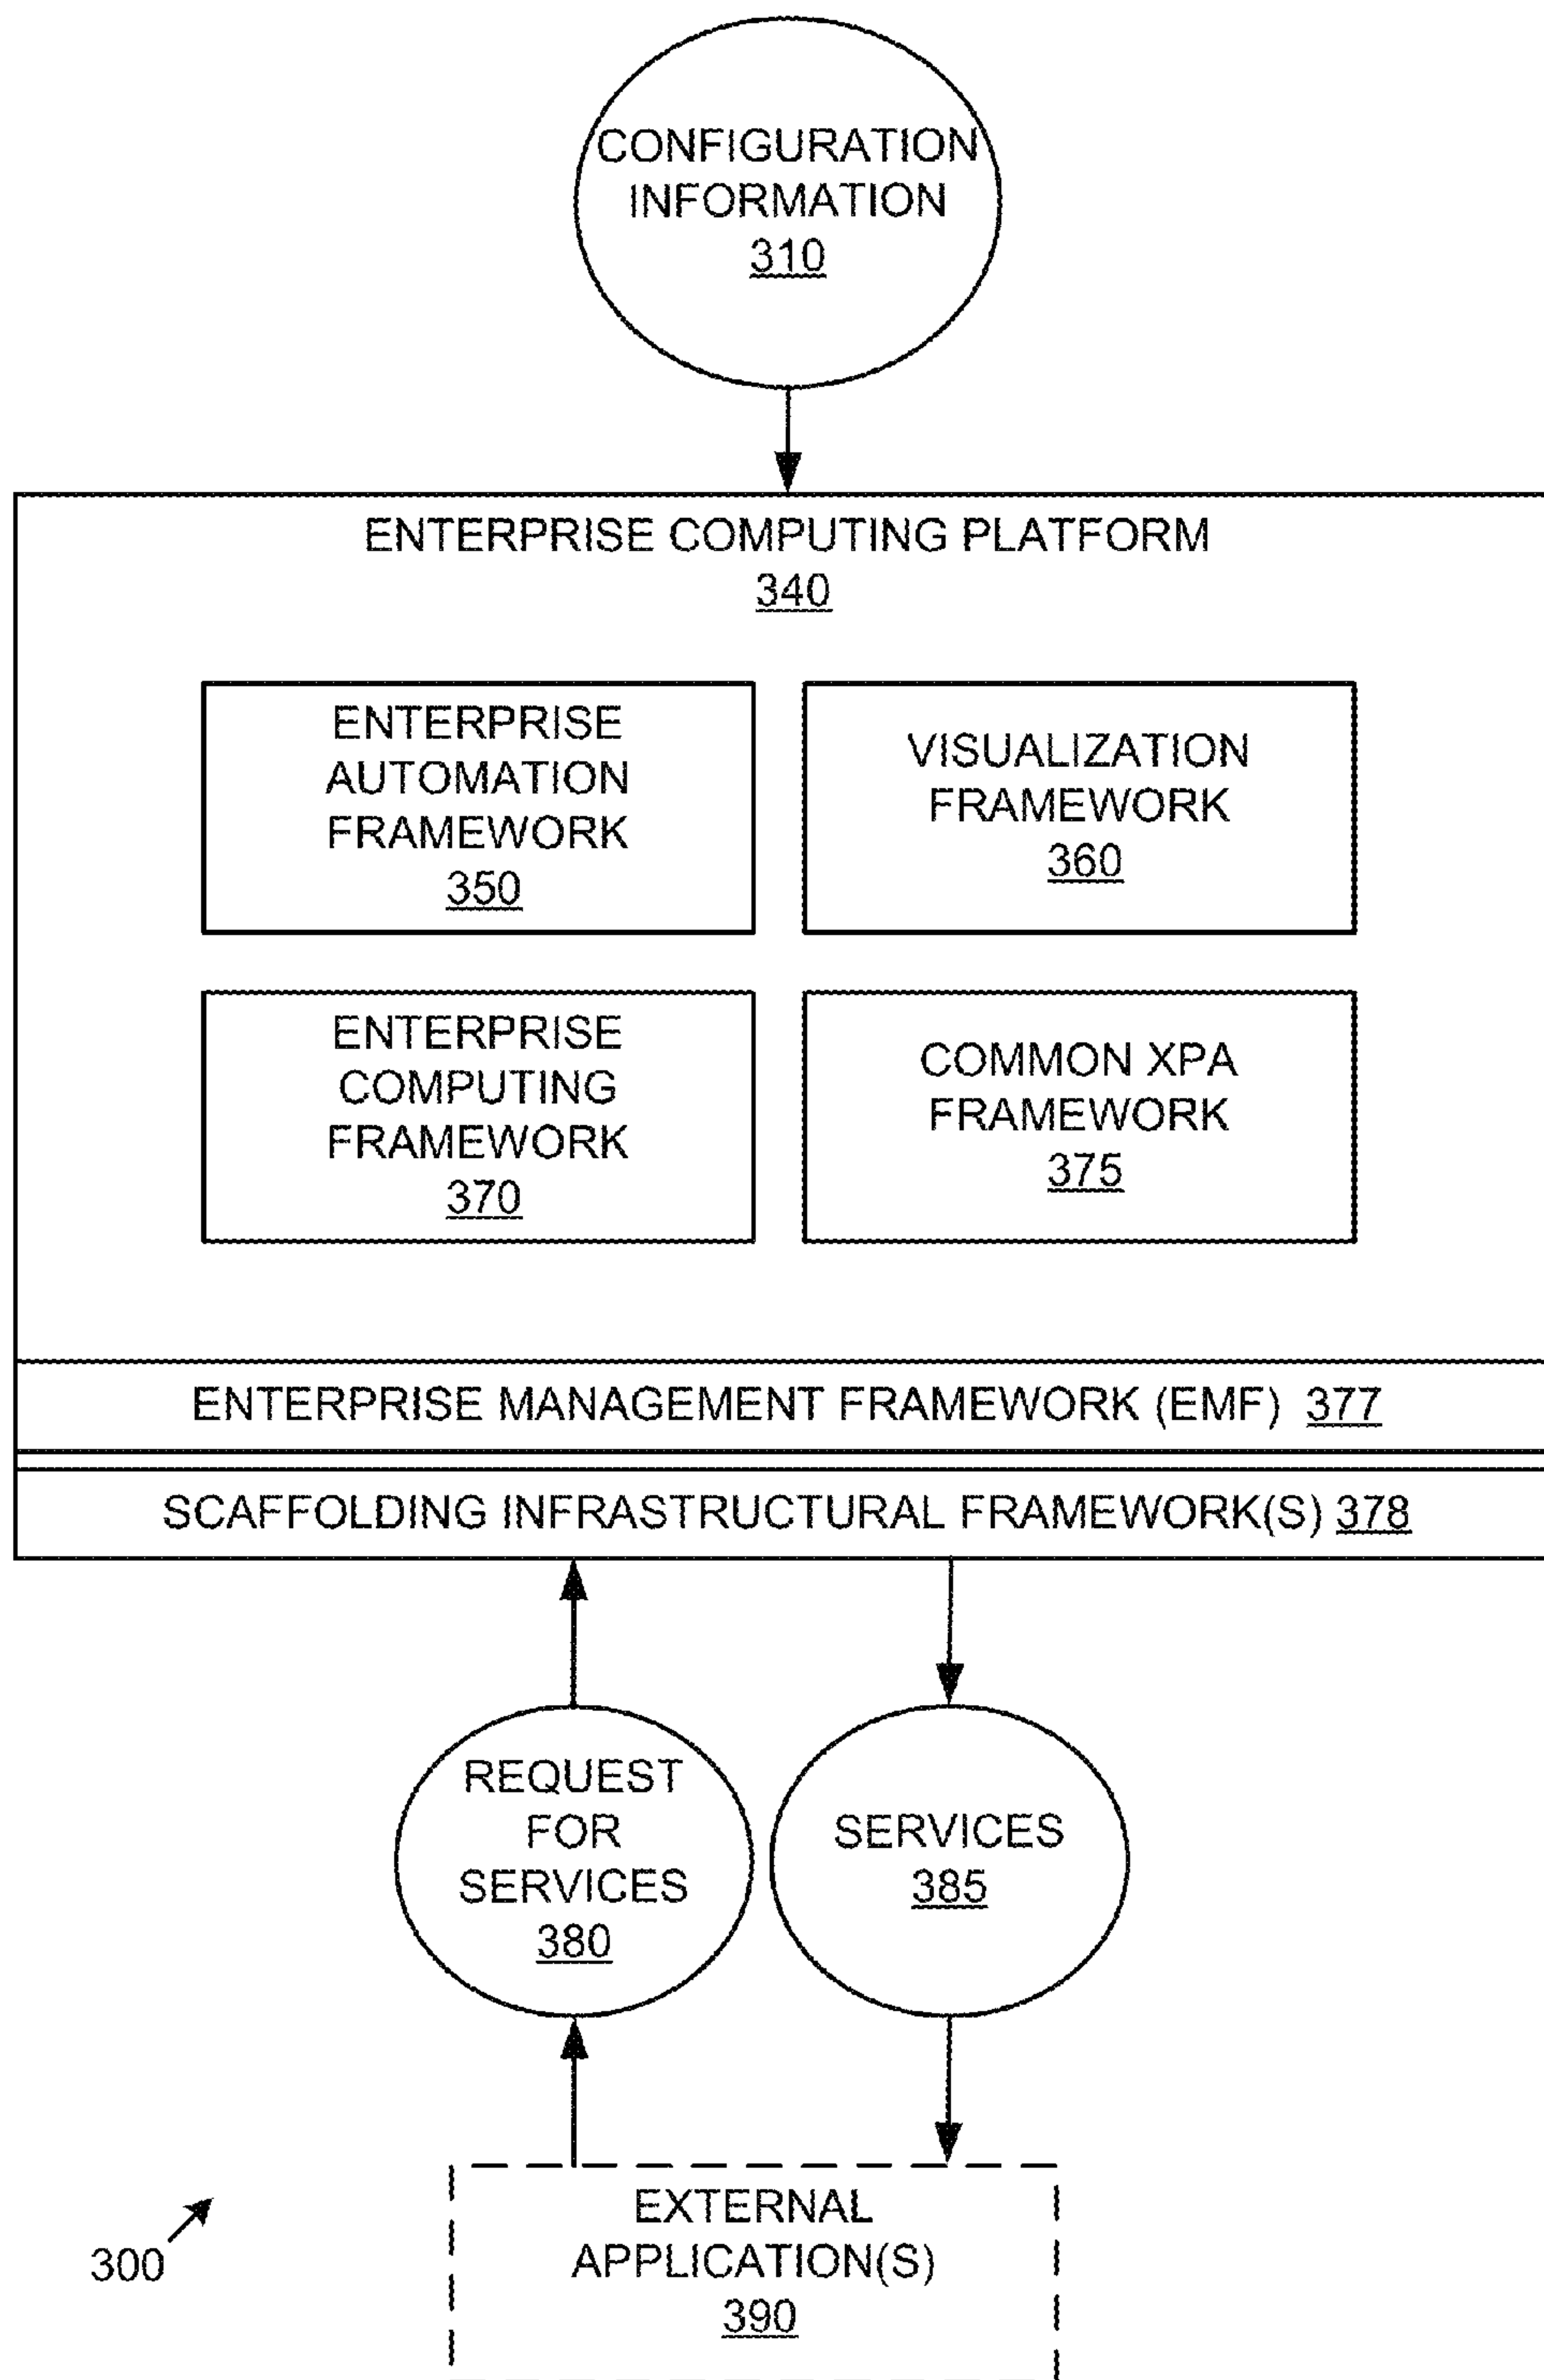 CONFIGURATION
INFORMATION
310
ENTERPRISE COMPUTING PLATFORM
340
ENTERPRISE
AUTOMATION
FRAMEWORK
350
VISUALIZATION
FRAMEWORK
360
ENTERPRISE
COMPUTING
FRAMEWORK
370
COMMON XPA
FRAMEWORK
375
ENTERPRISE MANAGEMENT FRAMEWORK (EMF) 377
SCAFFOLDING INFRASTRUCTURAL FRAMEWORK(S) 378
REQUEST
FOR
SERVICES
380
SERVICES
385
EXTERNAL
APPLICATION(S)
390
300